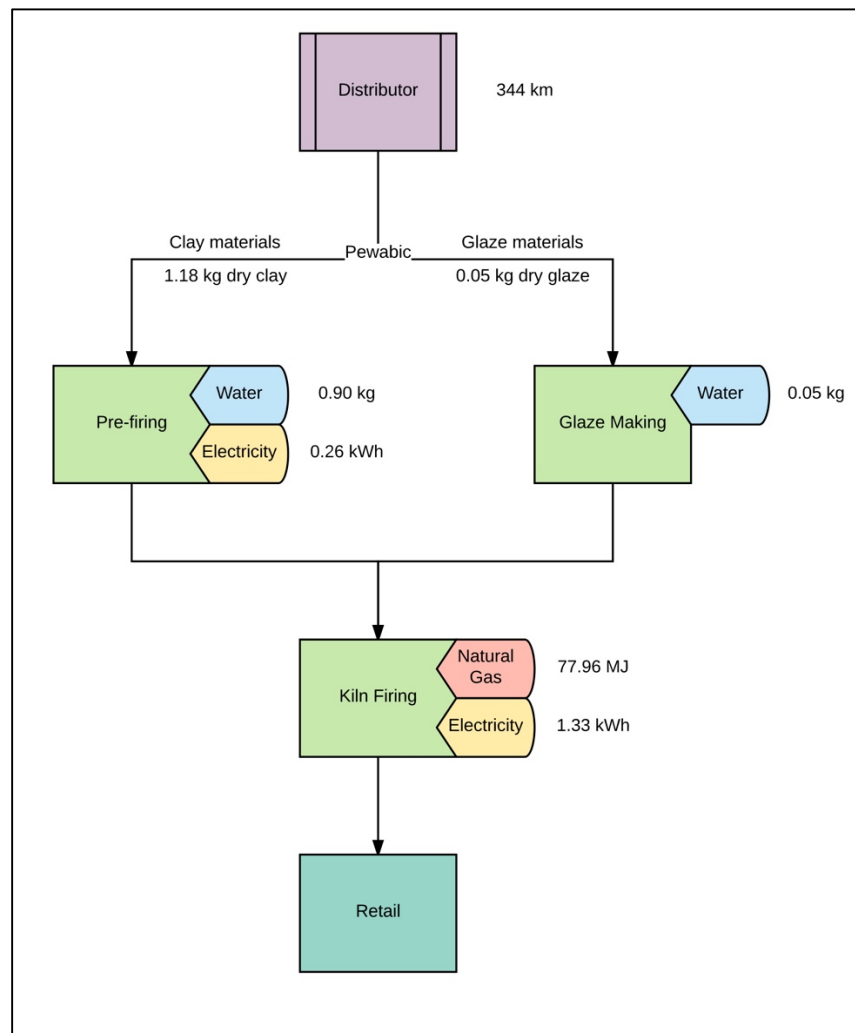 Distributor
344 km
Clay materials
Glaze materials
Pewabic
1.18 kg dry clay
0.05 kg dry glaze
Pre-firing
Water
0.90 kg
Electricity
0.26 kWh
Glaze Making
Water
0.05 kg
Kiln Firing
Natural
Gas
77.96 MJ
Electricity
1.33 kWh
Retail